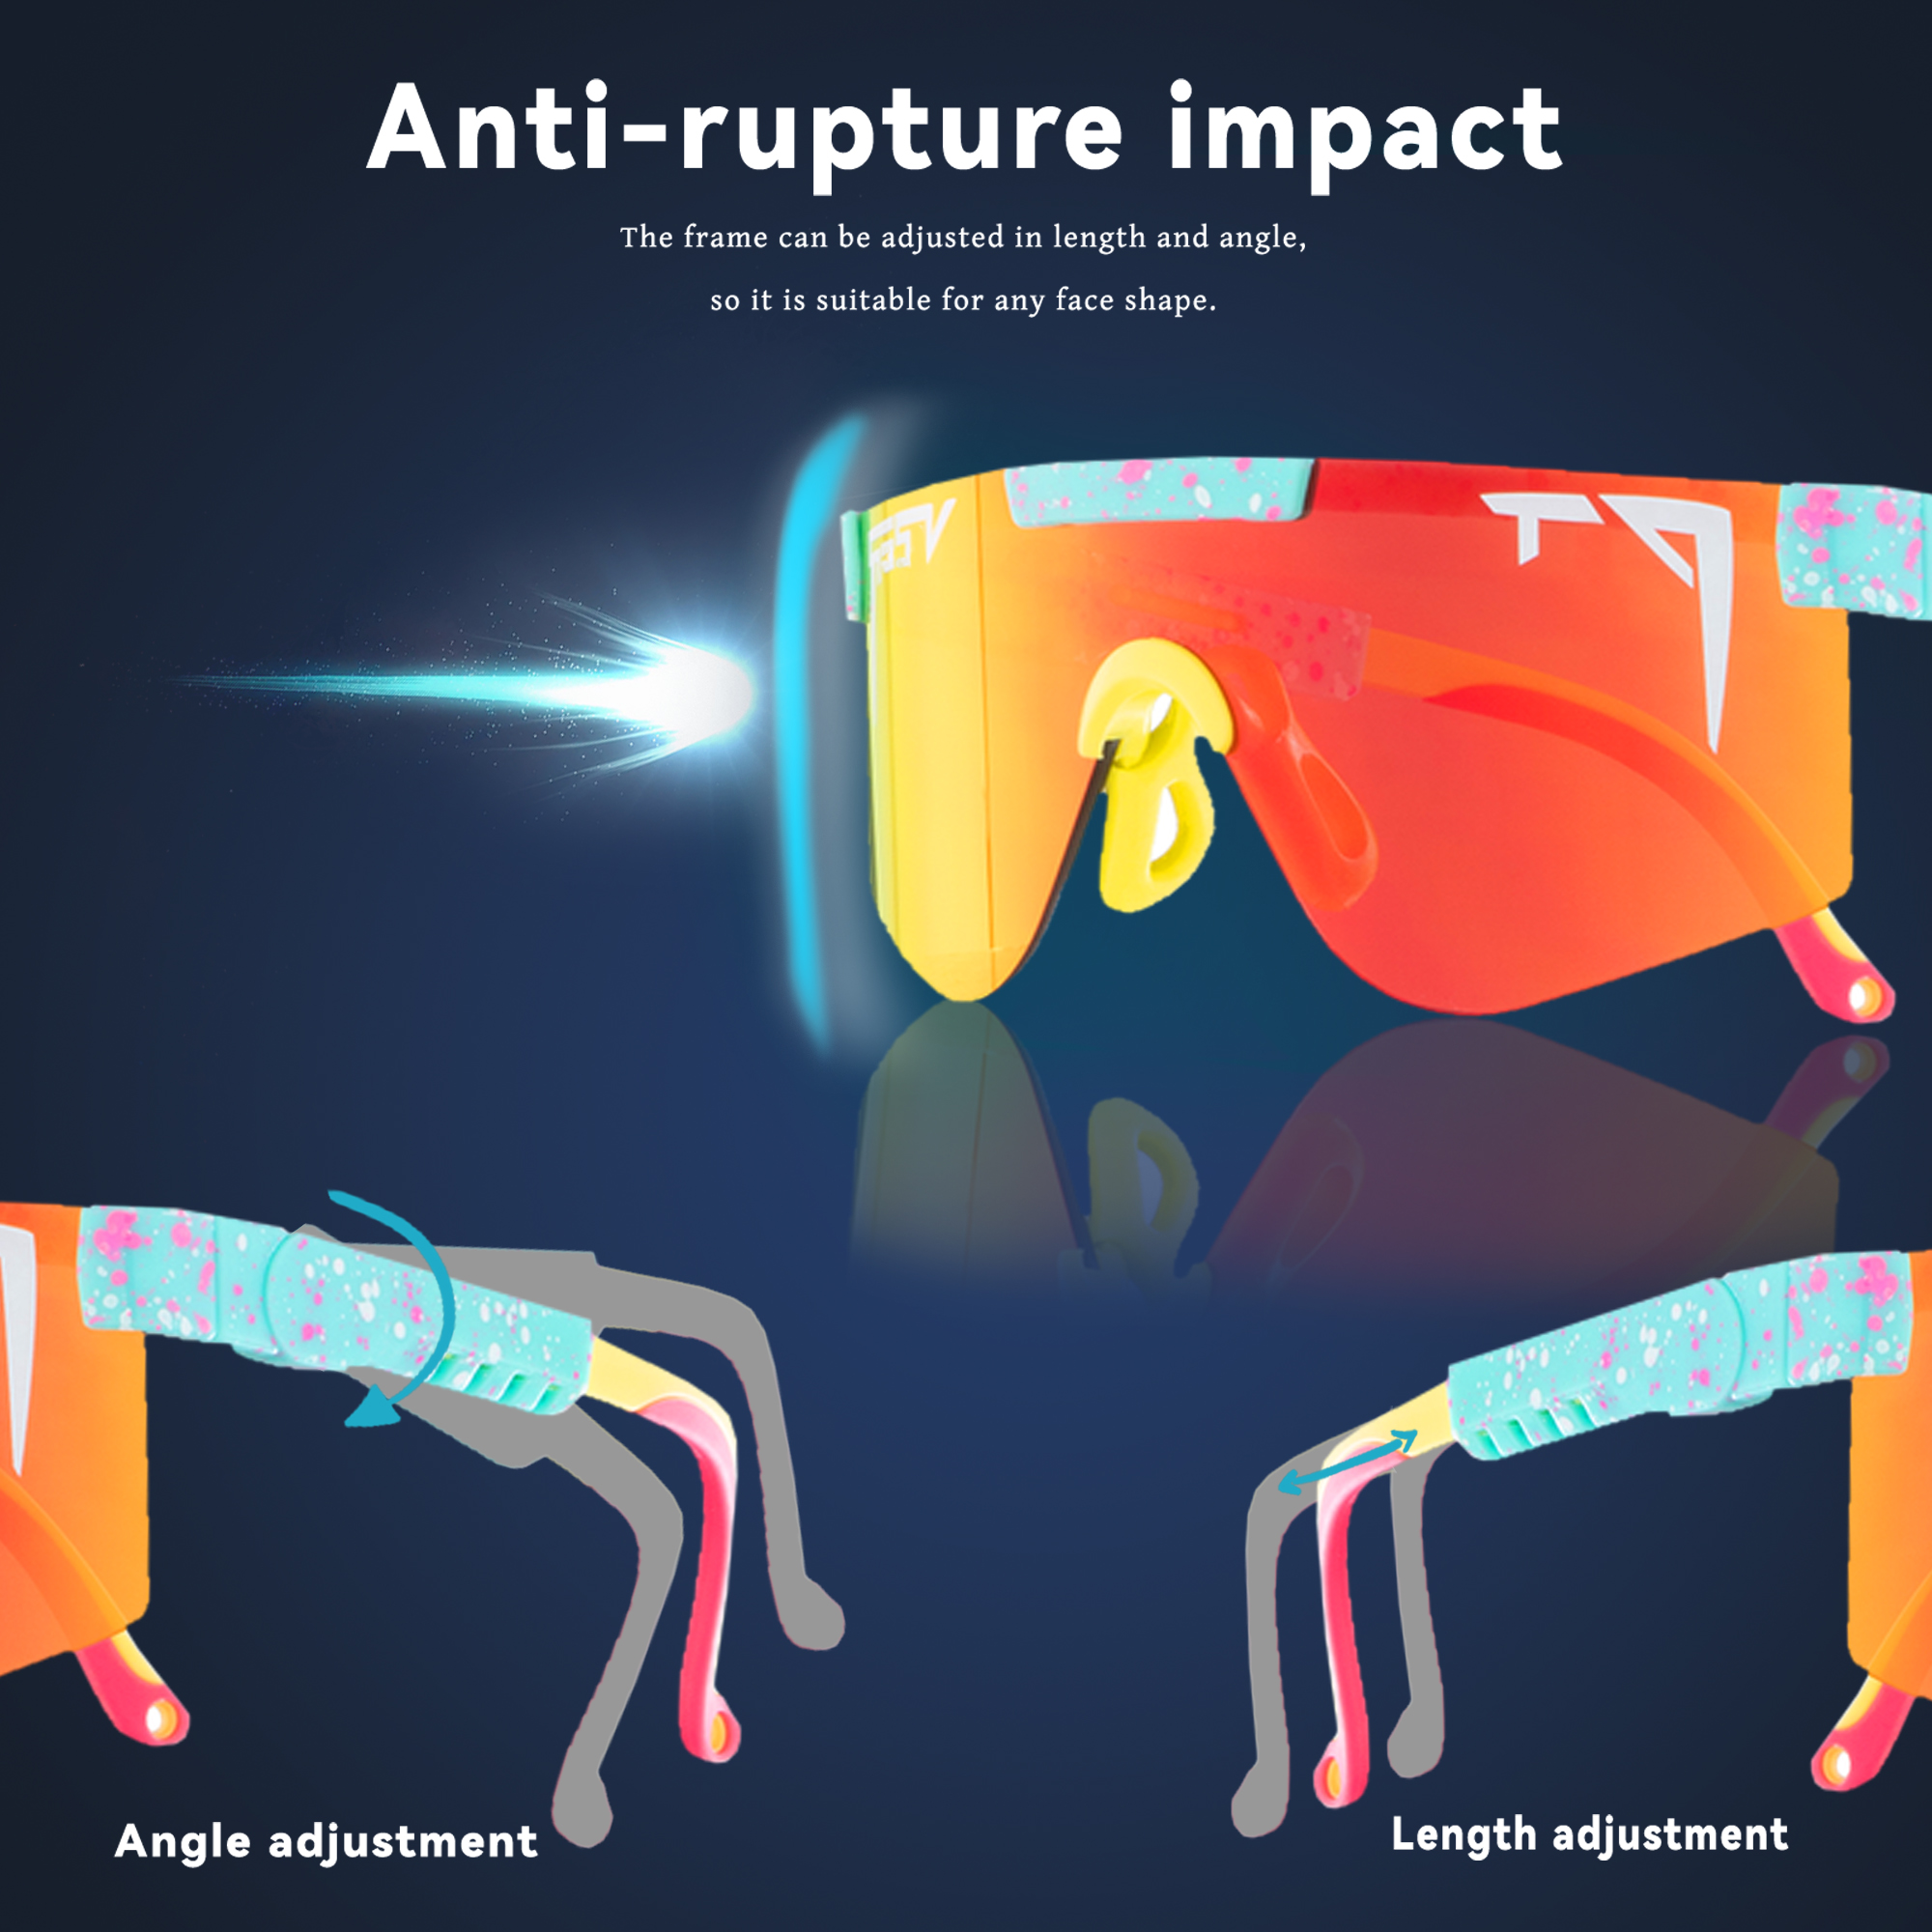 Anti-rupture impact
The frame can be adjusted in length and angle,
so it is suitable for any face shape.
Angle adjustment
Length adjustment